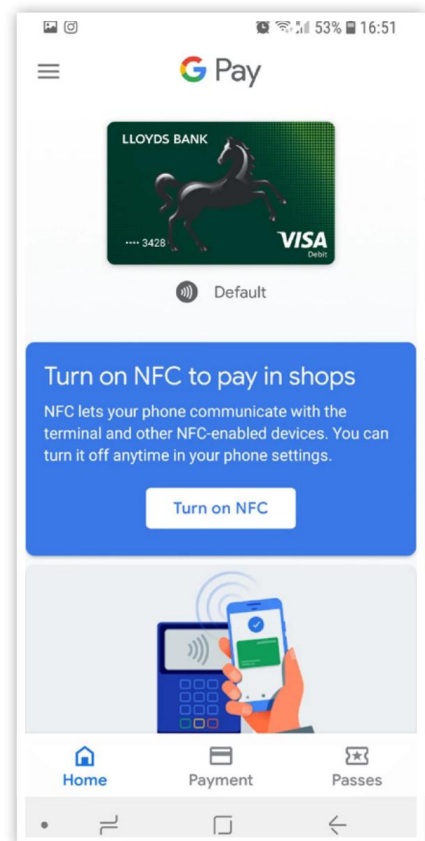 53% 16:51
G Pay
LLOYDS BANK
•••• 3428
VISA
Debit
Default
Turn on NFC to pay in shops
NFC lets your phone communicate with the
terminal and other NFC-enabled devices. You can
turn it off anytime in your phone settings.
Turn on NFC
Home Payment Passes